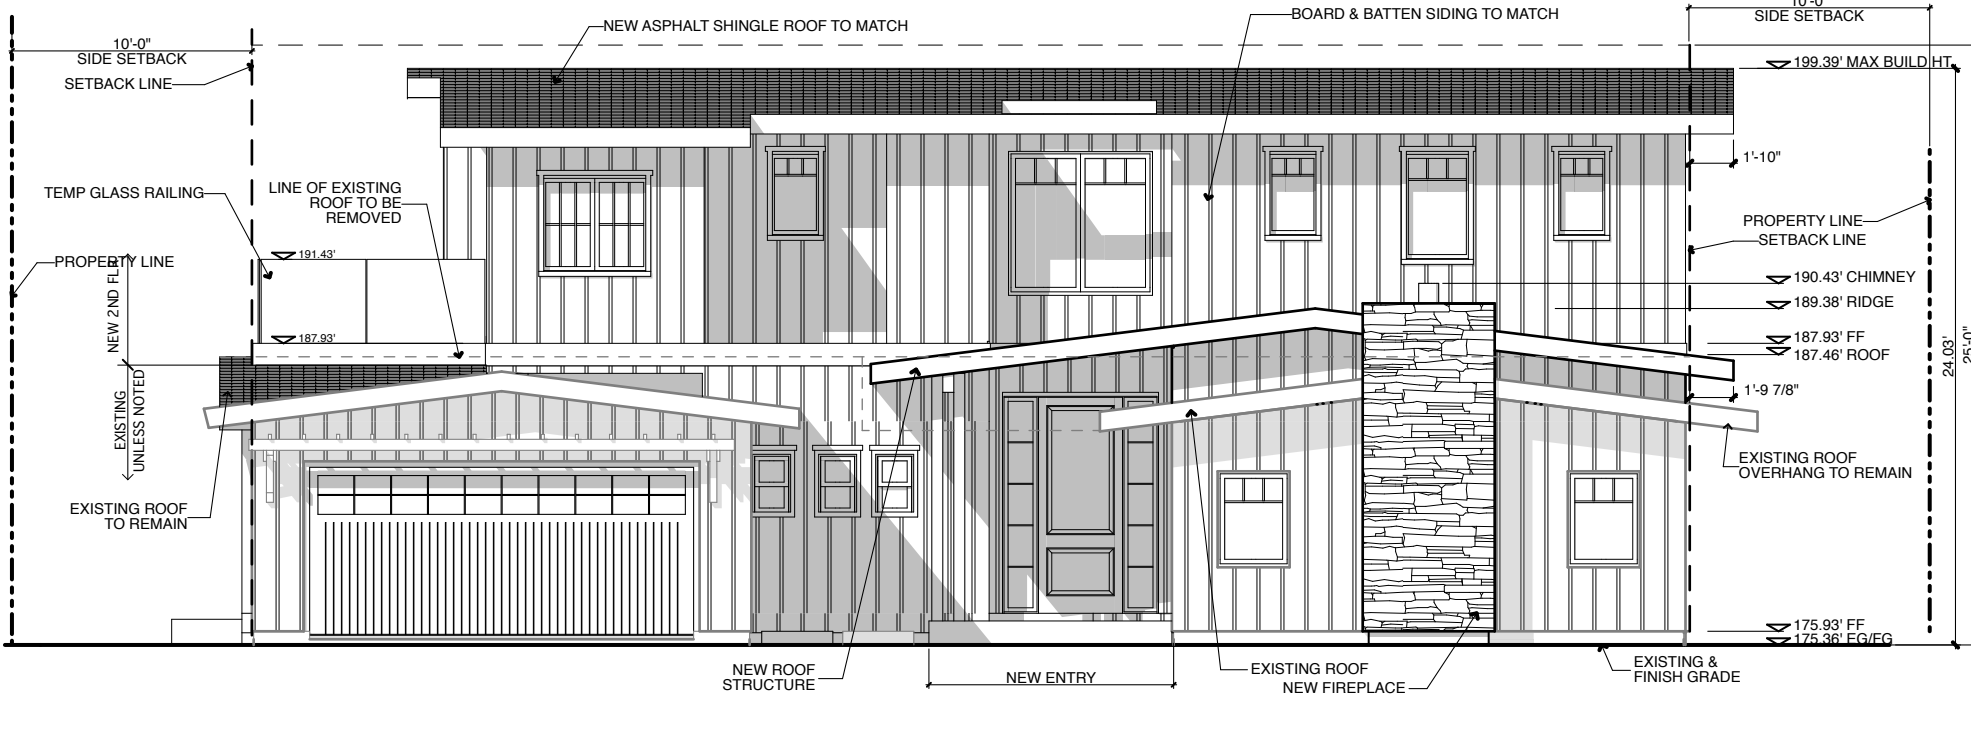 10'-0"
SIDE SETBACK
SETBACK LINE
NEW ASPHALT SHINGLE ROOF TO MATCH
BOARD & BATTEN SIDING TO MATCH
10'-0"
SIDE SETBACK
199.39' MAX BUILD HT
1'-10"
TEMP GLASS RAILING
LINE OF EXISTING
ROOF TO BE
REMOVED
PROPERTY LINE
SETBACK LINE
191.43'
PROPERTY LINE
NEW 2ND FLR
190.43' CHIMNEY
189.38' RIDGE
187.93'
187.93' FF
187.46' ROOF
24.03'
25'-0"
EXISTING
UNLESS NOTED
1'-9 7/8"
EXISTING ROOF
OVERHANG TO REMAIN
EXISTING ROOF
TO REMAIN
175.93' FF
175.36' EG/FG
NEW ROOF
STRUCTURE
NEW ENTRY
EXISTING ROOF
NEW FIREPLACE
EXISTING &
FINISH GRADE